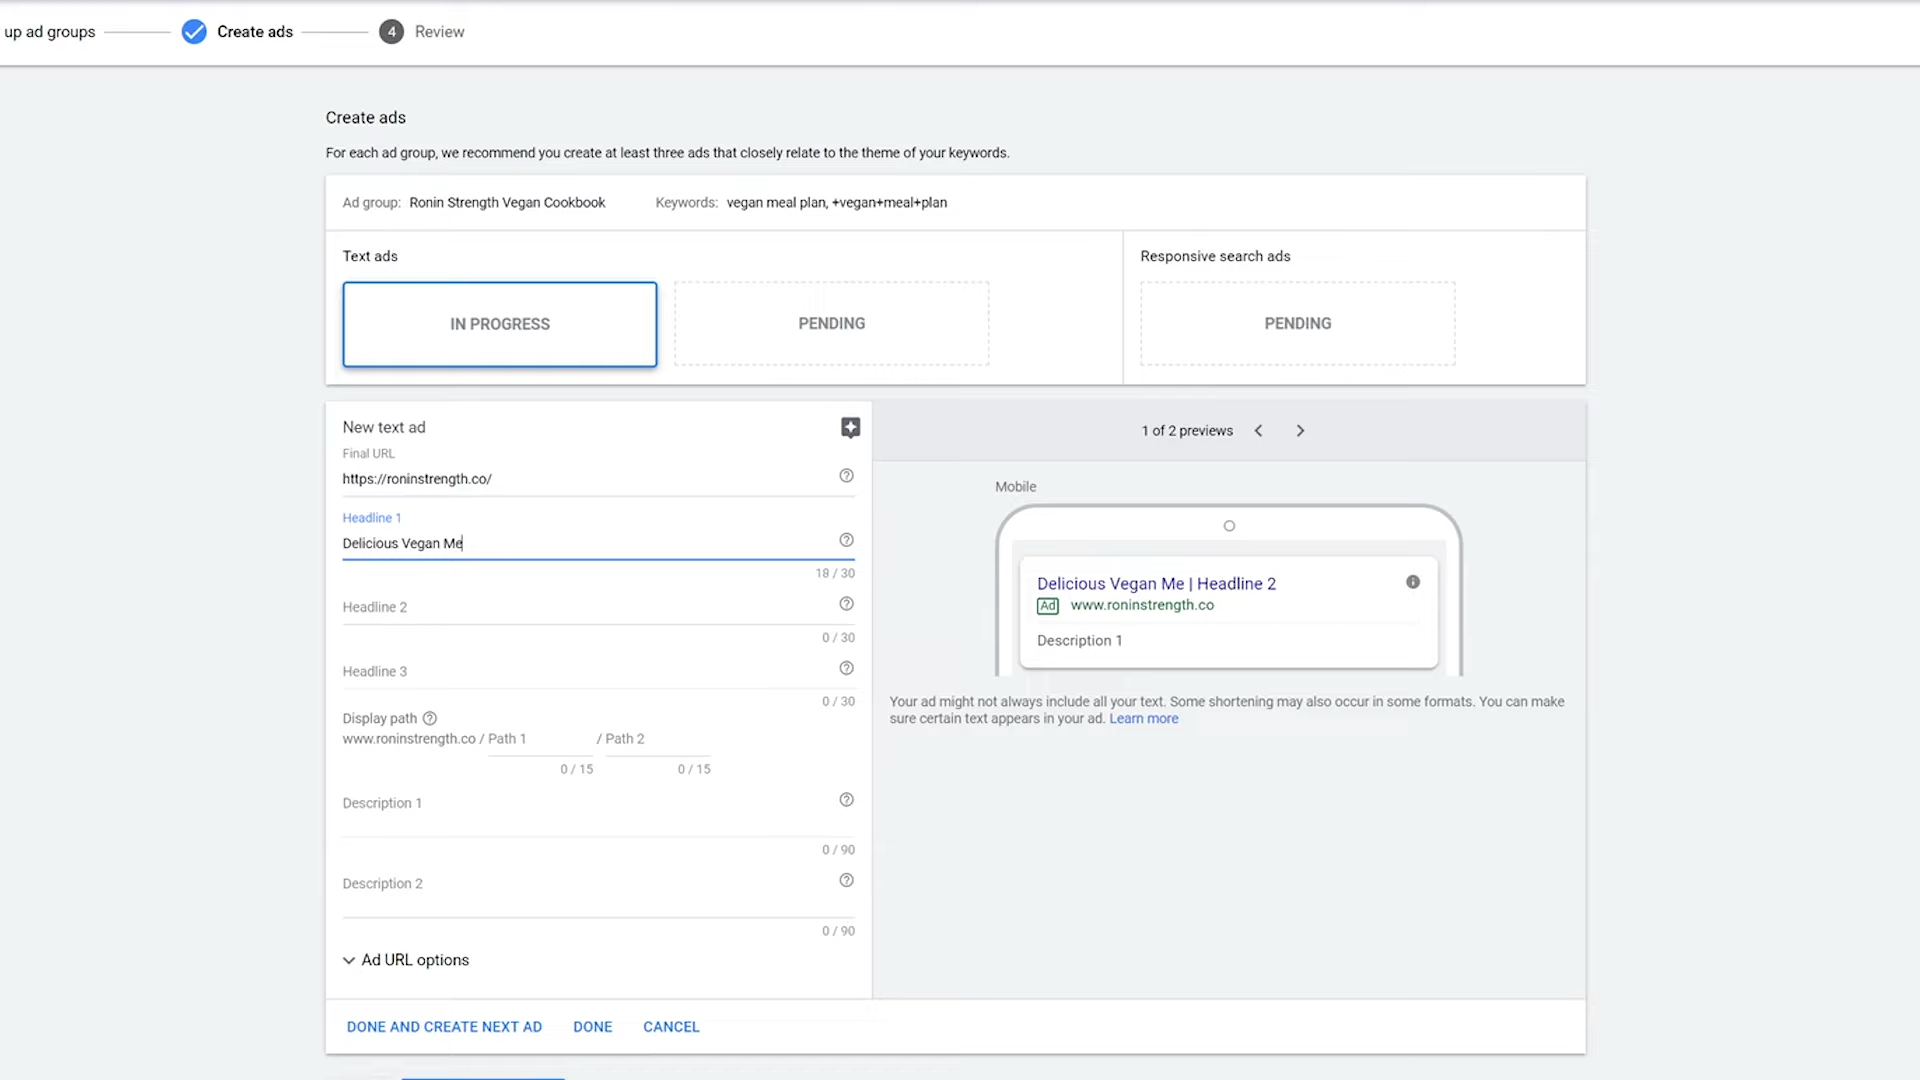 up ad groups
Create ads
4
Review
Create ads
For each ad group, we recommend you create at least three ads that closely relate to the theme of your keywords.
Ad group: Ronin Strength Vegan Cookbook
Keywords: vegan meal plan, +vegan+meal+plan
Text ads
Responsive search ads
IN PROGRESS
PENDING
PENDING
New text ad
Final URL
https://roninstrength.co/
Headline 1
Delicious Vegan Me
18 / 30
Headline 2
0 / 30
Headline 3
0 / 30
Display path
www.roninstrength.co / Path 1 / Path 2
0 / 15
0 / 15
Description 1
0 / 90
Description 2
0 / 90
Ad URL options
1 of 2 previews
Mobile
Delicious Vegan Me | Headline 2
Ad www.roninstrength.co
Description 1
Your ad might not always include all your text. Some shortening may also occur in some formats. You can make
sure certain text appears in your ad. Learn more
DONE AND CREATE NEXT AD
DONE
CANCEL